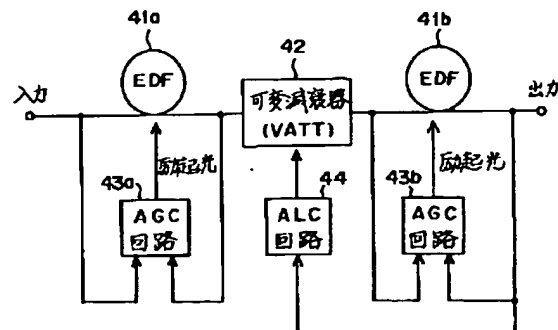 41a
EDF
入力
励起光
43a
AGC
回路
42
可変減衰器
(VATT)
44
ALC
回路
41b
EDF
出力
励起光
43b
AGC
回路